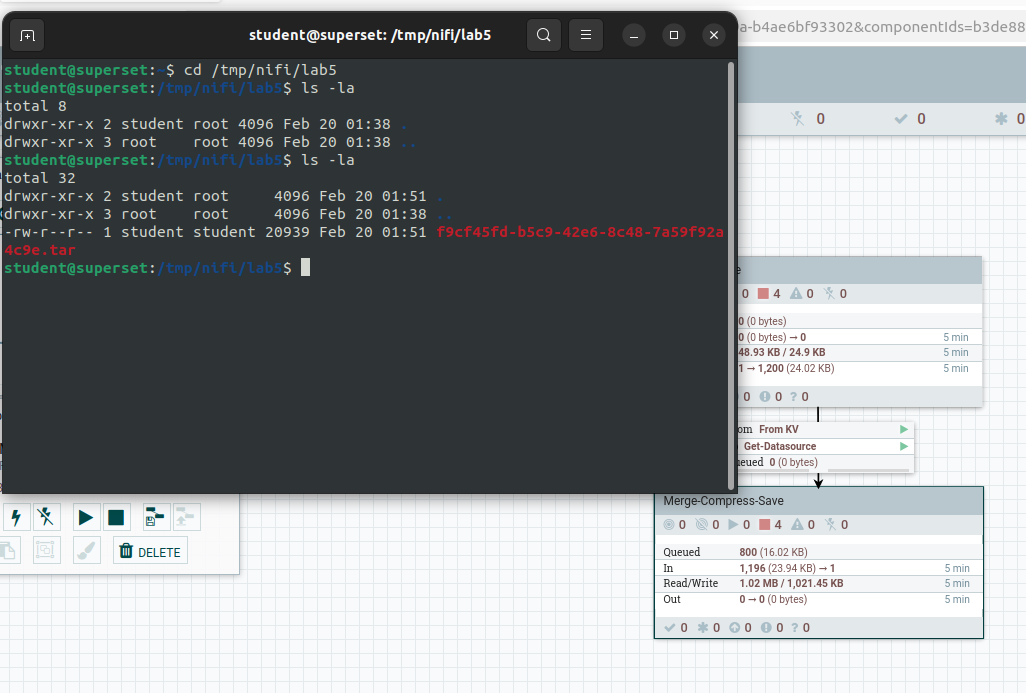 student@superset: /tmp/nifi/lab5
a-b4ae6bf93302&componentIds=b3de88
student@superset:~$ cd /tmp/nifi/lab5
student@superset:/tmp/nifi/lab5$ ls -la
total 8
drwxr-xr-x 2 student root 4096 Feb 20 01:38 .
drwxr-xr-x 3 root    root 4096 Feb 20 01:38 ..
student@superset:/tmp/nifi/lab5$ ls -la
total 32
drwxr-xr-x 2 student root     4096 Feb 20 01:51 .
drwxr-xr-x 3 root    root     4096 Feb 20 01:38 ..
-rw-r--r-- 1 student student 20939 Feb 20 01:51 f9cf45fd-b5c9-42e6-8c48-7a59f92a
4c9e.tar
student@superset:/tmp/nifi/lab5$
0 0 0
e
0 4 0 0
0 (0 bytes)
0 (0 bytes) → 0 5 min
48.93 KB / 24.9 KB 5 min
1 → 1,200 (24.02 KB) 5 min
0 0 ? 0
om From KV
Get-Datasource
ueued 0 (0 bytes)
Merge-Compress-Save
0 0 0 4 0 0
Queued 800 (16.02 KB)
In 1,196 (23.94 KB) → 1 5 min
Read/Write 1.02 MB / 1,021.45 KB 5 min
Out 0 → 0 (0 bytes) 5 min
0 0 0 0 ? 0
DELETE